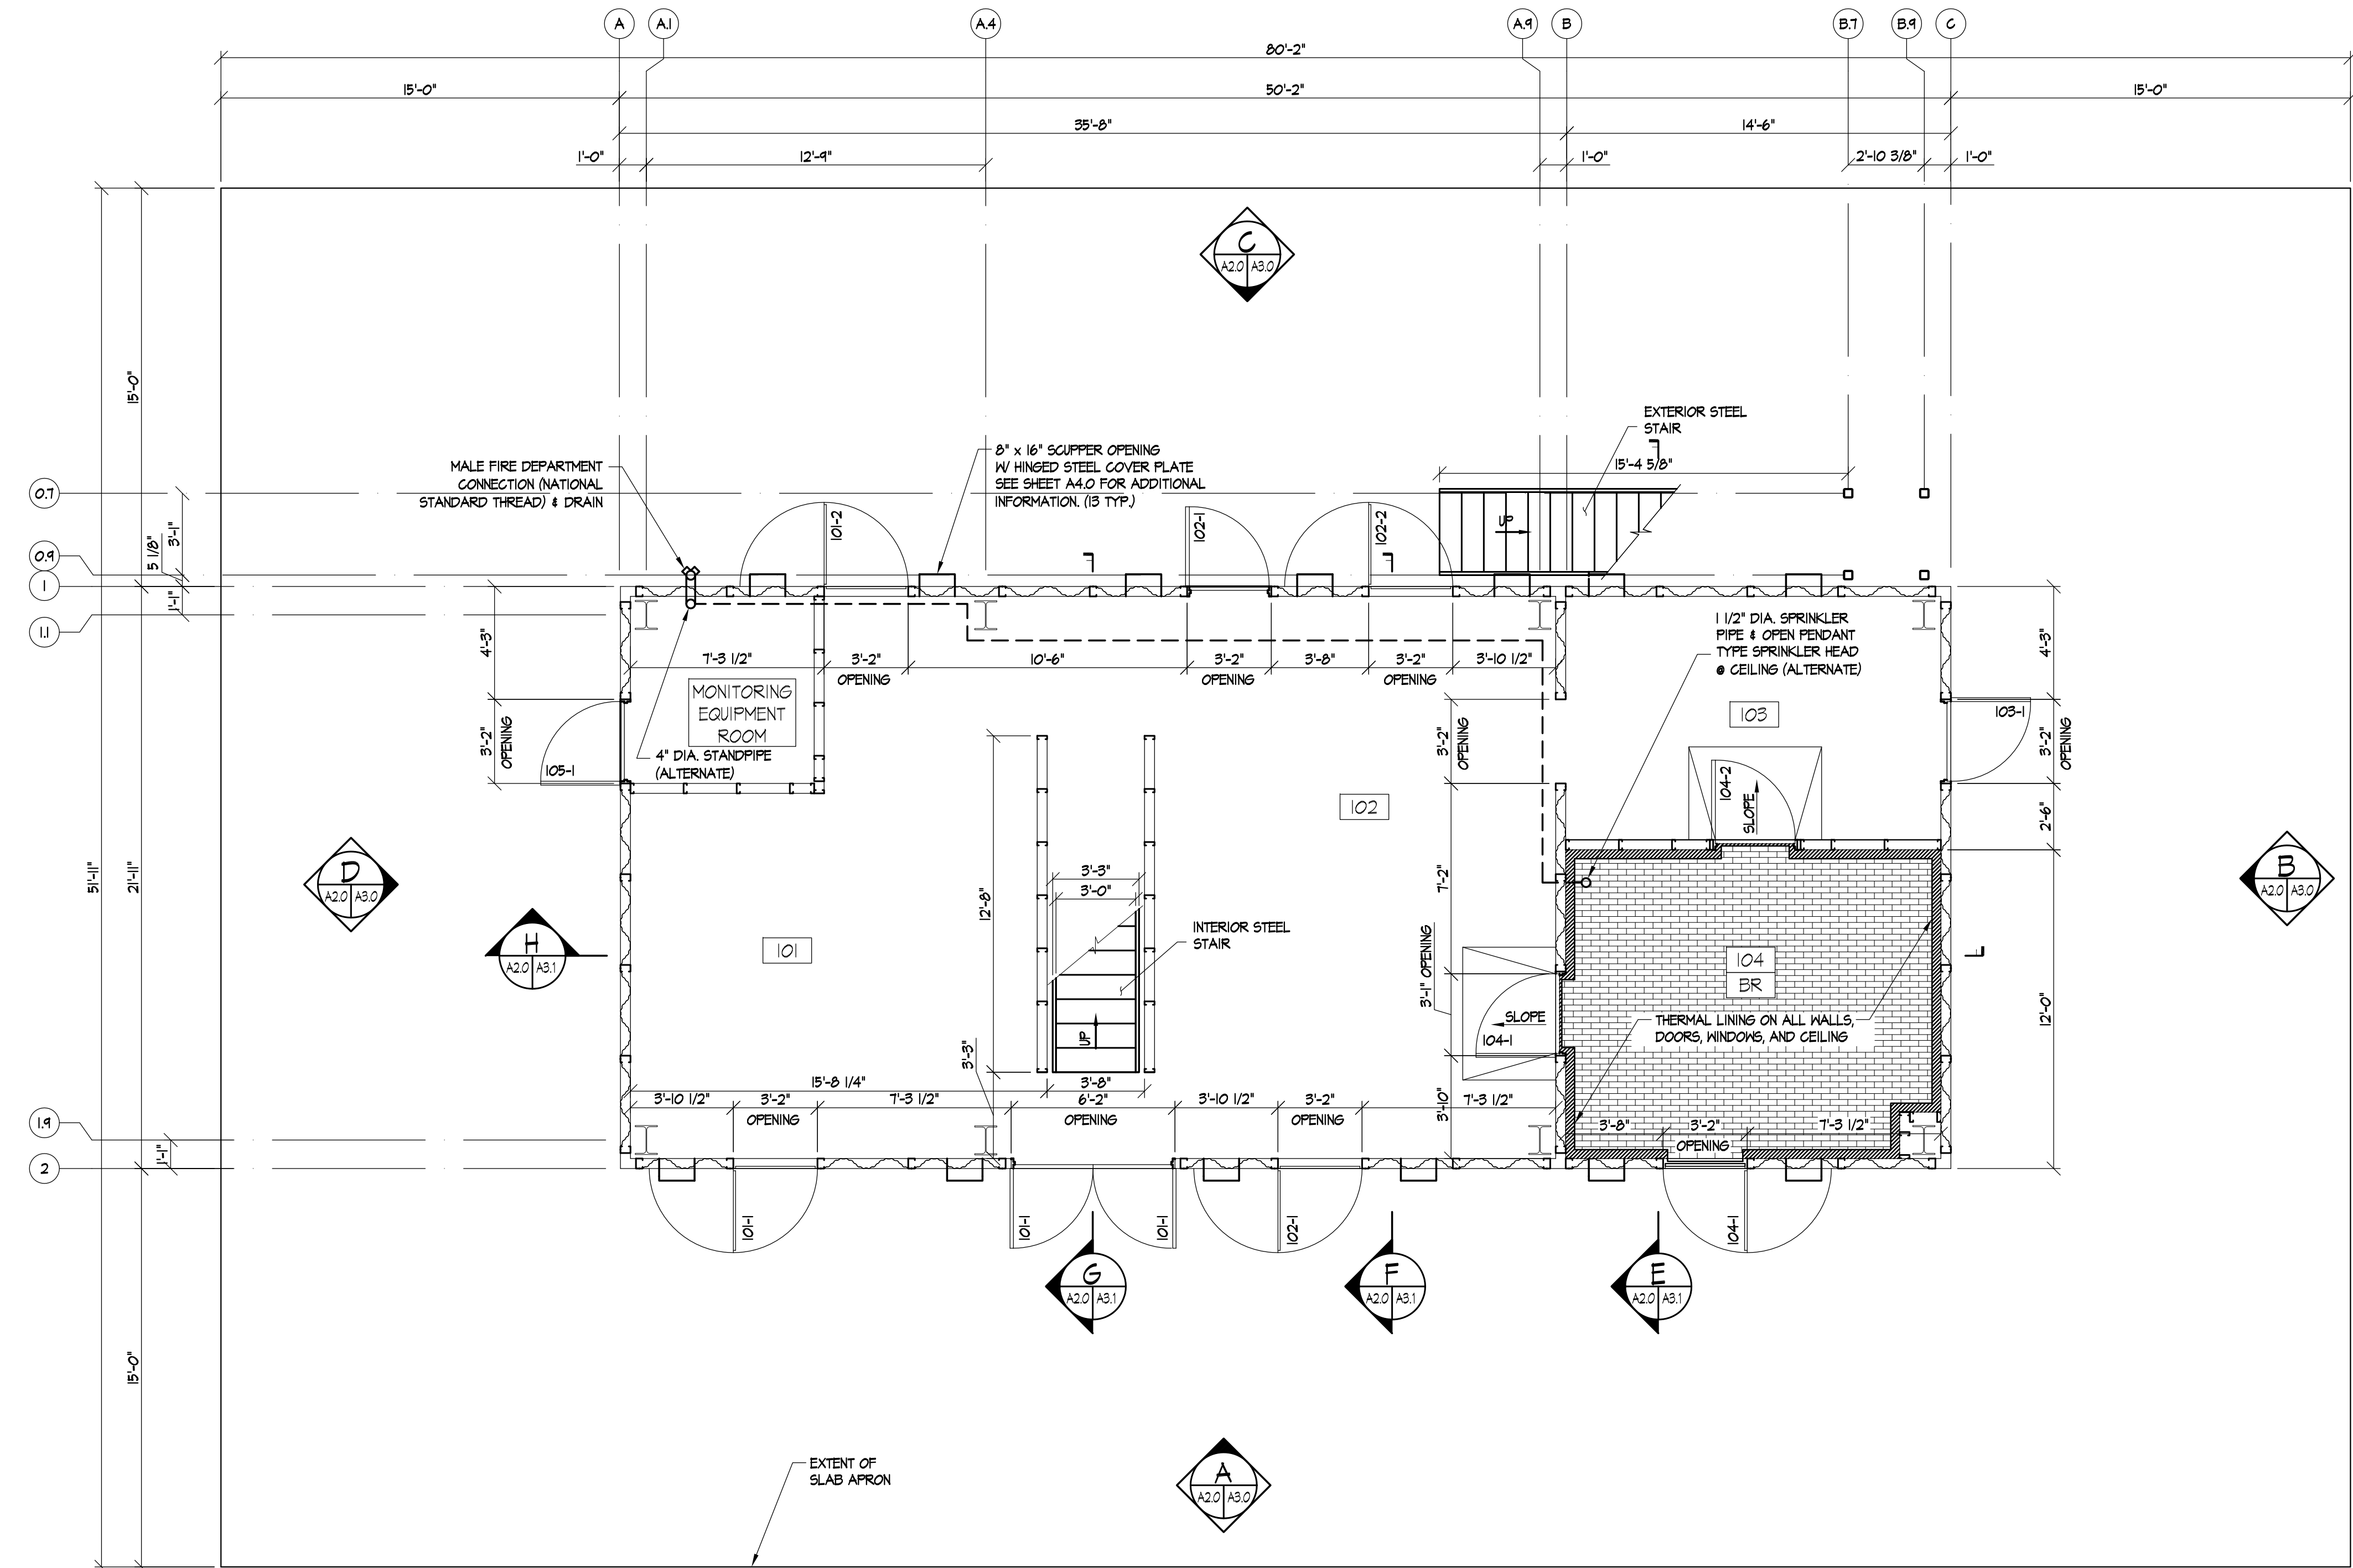 A
A.1
A.4
A.9
B
B.7
B.9
C
80'-2"
15'-0"
50'-2"
15'-0"
35'-8"
14'-6"
1'-0"
12'-9"
1'-0"
2'-10 3/8"
1'-0"
C
A2.0 A3.0
15'-0"
EXTERIOR STEEL
STAIR
F
15'-4 5/8"
MALE FIRE DEPARTMENT
CONNECTION (NATIONAL
STANDARD THREAD) & DRAIN
8" x 16" SCUPPER OPENING
W/ HINGED STEEL COVER PLATE
SEE SHEET A4.0 FOR ADDITIONAL
INFORMATION. (13 TYP.)
0.7
0.9
1
1.1
3'-1"
5 1/8"
1'-1"
101-2
102-1
102-2
UP
F
F
4'-3"
7'-3 1/2"
3'-2"
OPENING
10'-6"
3'-2"
OPENING
3'-8"
3'-2"
OPENING
3'-10 1/2"
1 1/2" DIA. SPRINKLER
PIPE & OPEN PENDANT
TYPE SPRINKLER HEAD
@ CEILING (ALTERNATE)
4'-3"
MONITORING
EQUIPMENT
ROOM
4" DIA. STANDPIPE
(ALTERNATE)
3'-2"
OPENING
105-1
3'-2"
OPENING
103
103-1
3'-2"
OPENING
102
104-2
SLOPE
2'-6"
51'-11"
21'-11"
D
A2.0 A3.0
H
A2.0 A3.1
101
12'-8"
3'-3"
3'-0"
INTERIOR STEEL
STAIR
UP
7'-2"
3'-1" OPENING
SLOPE
104-1
104
BR
THERMAL LINING ON ALL WALLS,
DOORS, WINDOWS, AND CEILING
F
12'-0"
B
A2.0 A3.0
3'-3"
15'-8 1/4"
3'-8"
3'-10 1/2"
3'-2"
OPENING
7'-3 1/2"
6'-2"
OPENING
3'-10 1/2"
3'-2"
OPENING
7'-3 1/2"
3'-10"
3'-8"
3'-2"
OPENING
7'-3 1/2"
1.9
2
1'-1"
101-1
101-1
101-1
102-1
104-1
G
A2.0 A3.1
F
A2.0 A3.1
E
A2.0 A3.1
15'-0"
EXTENT OF
SLAB APRON
A
A2.0 A3.0